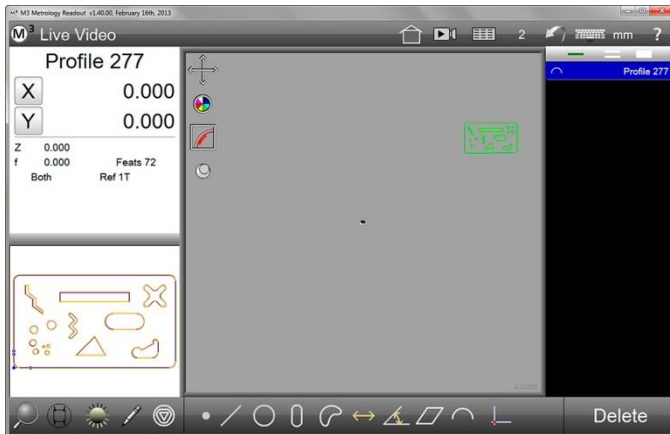 M3 Metrology Readout v1.40.00, February 16th, 2013
M3 Live Video
2
mm
?
Profile 277
X 0.000
Y 0.000
Z 0.000
f 0.000 Feats 72
Both Ref 1T
Profile 277
Delete